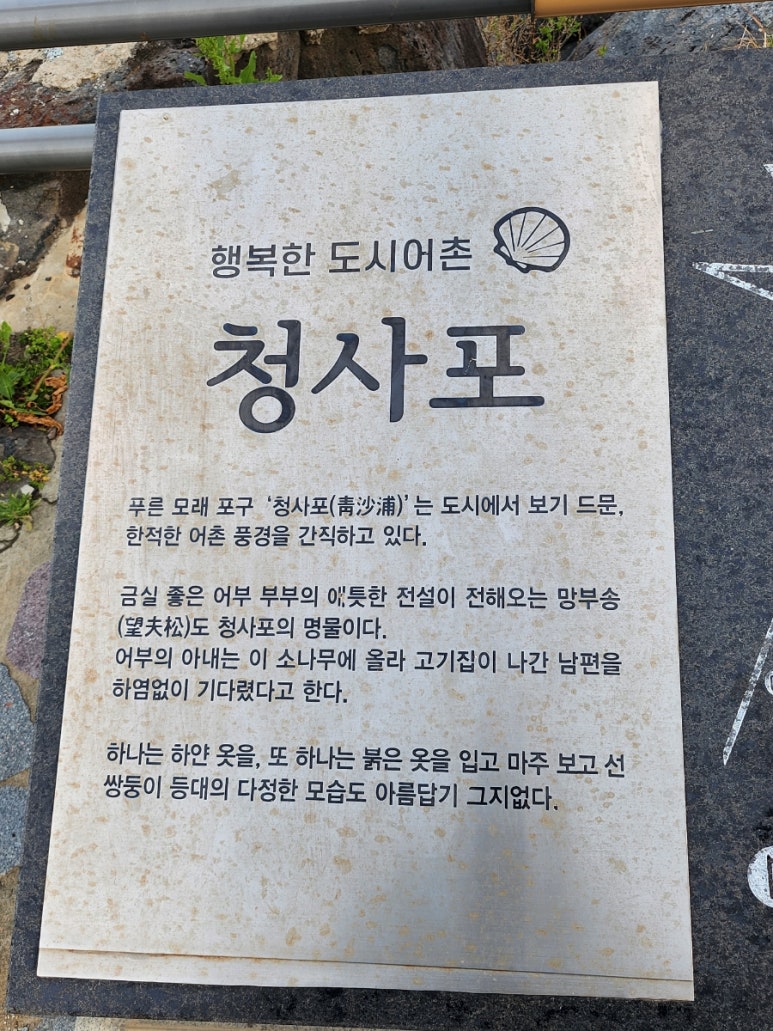 행복한 도시어촌
청사포
푸른 모래 포구 ‘청사포(靑沙浦)’는 도시에서 보기 드문,
한적한 어촌 풍경을 간직하고 있다.
금실 좋은 어부 부부의 애틋한 전설이 전해오는 망부송
(望夫松)도 청사포의 명물이다.
어부의 아내는 이 소나무에 올라 고기집이 나간 남편을
하염없이 기다렸다고 한다.
하나는 하얀 옷을, 또 하나는 붉은 옷을 입고 마주 보고 선
쌍둥이 등대의 다정한 모습도 아름답기 그지없다.